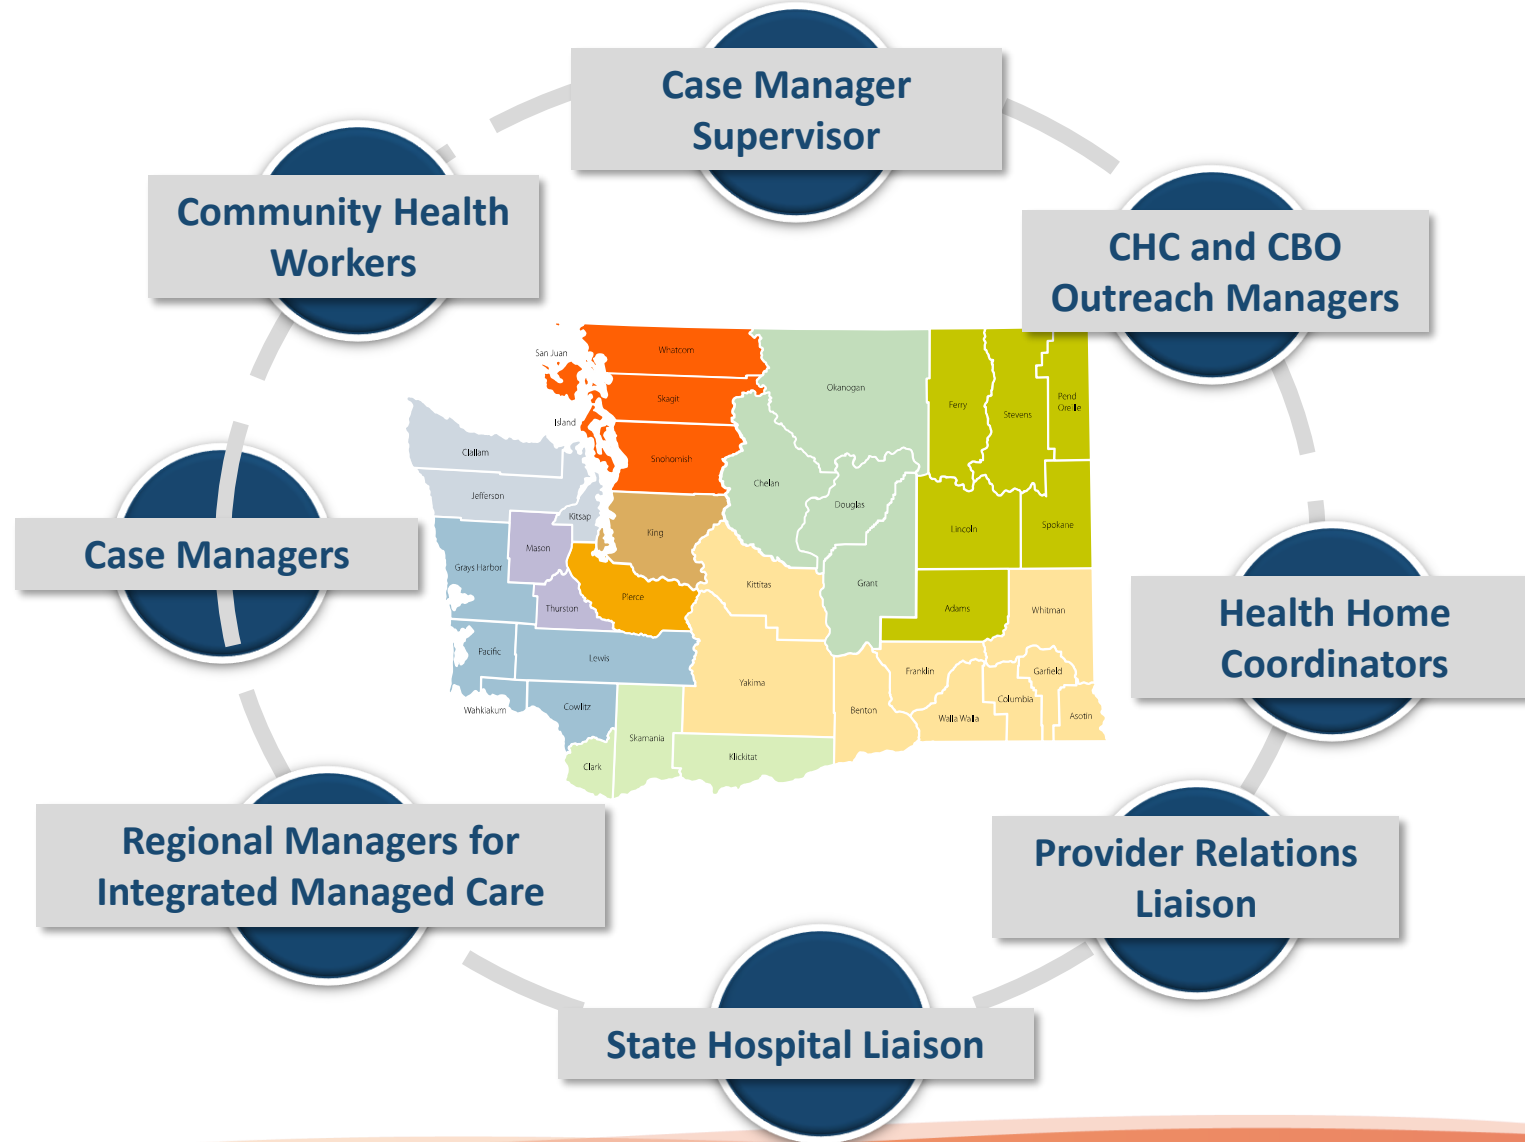 Case Manager
Supervisor
Community Health
Workers
CHC and CBO
Outreach Managers
Case Managers
Health Home
Coordinators
Regional Managers for
Integrated Managed Care
Provider Relations
Liaison
State Hospital Liaison
San Juan
Whatcom
Skagit
Island
Snohomish
Okanogan
Ferry
Stevens
Pend
Oreille
Clallam
Jefferson
Kitsap
Chelan
Douglas
Lincoln
Spokane
Grays Harbor
Mason
King
Kittitas
Grant
Thurston
Pierce
Adams
Whitman
Pacific
Lewis
Yakima
Franklin
Garfield
Wahkiakum
Cowlitz
Benton
Walla Walla
Columbia
Asotin
Skamania
Clark
Klickitat